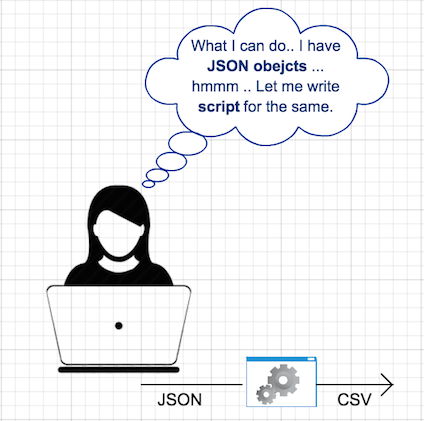 What I can do.. I have
JSON obejcts ...
hmmm .. Let me write
script for the same.
JSON
CSV